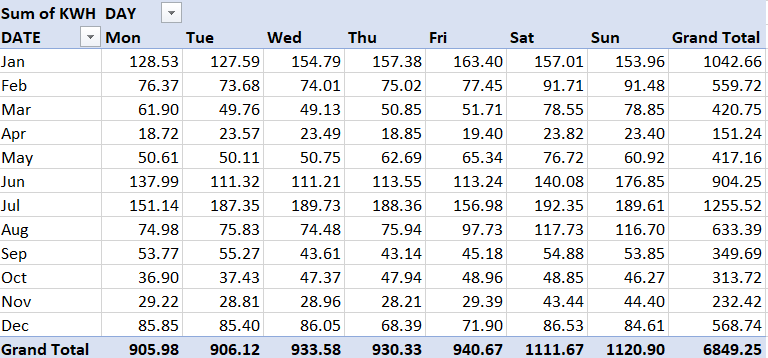 Sum of KWH DAY
DATE Mon Tue Wed Thu Fri Sat Sun Grand Total
Jan 128.53 127.59 154.79 157.38 163.40 157.01 153.96 1042.66
Feb 76.37 73.68 74.01 75.02 77.45 91.71 91.48 559.72
Mar 61.90 49.76 49.13 50.85 51.71 78.55 78.85 420.75
Apr 18.72 23.57 23.49 18.85 19.40 23.82 23.40 151.24
May 50.61 50.11 50.75 62.69 65.34 76.72 60.92 417.16
Jun 137.99 111.32 111.21 113.55 113.24 140.08 176.85 904.25
Jul 151.14 187.35 189.73 188.36 156.98 192.35 189.61 1255.52
Aug 74.98 75.83 74.48 75.94 97.73 117.73 116.70 633.39
Sep 53.77 55.27 43.61 43.14 45.18 54.88 53.85 349.69
Oct 36.90 37.43 47.37 47.94 48.96 48.85 46.27 313.72
Nov 29.22 28.81 28.96 28.21 29.39 43.44 44.40 232.42
Dec 85.85 85.40 86.05 68.39 71.90 86.53 84.61 568.74
Grand Total 905.98 906.12 933.58 930.33 940.67 1111.67 1120.90 6849.25